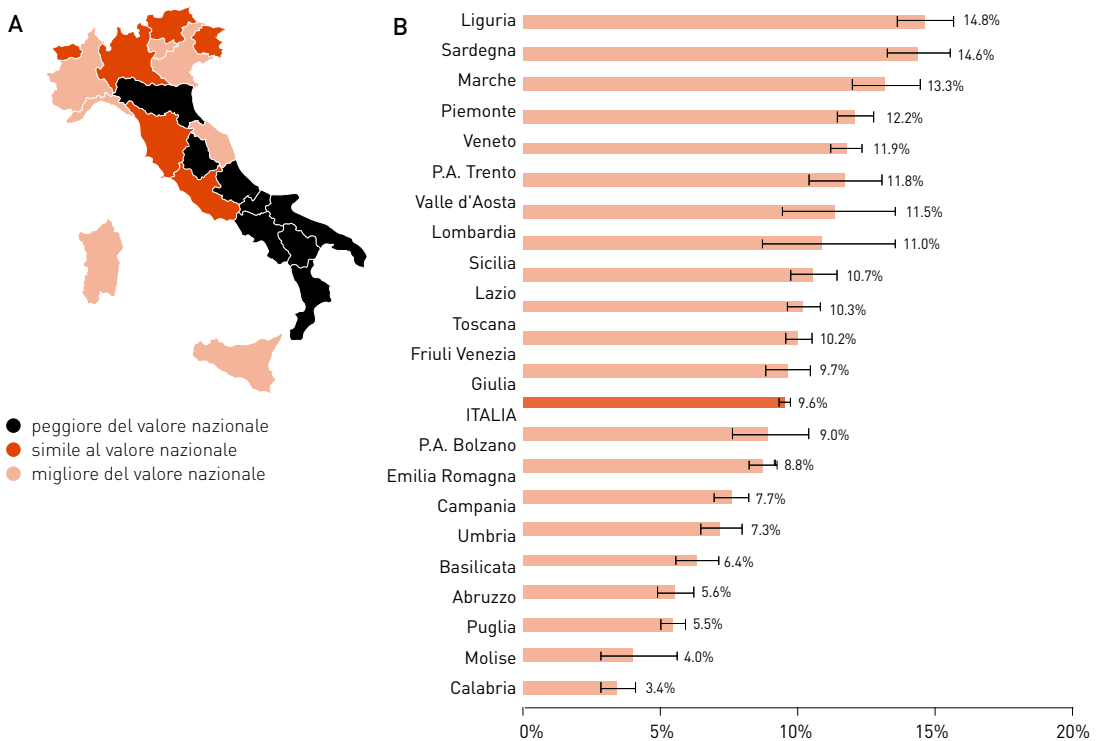 A
peggiore del valore nazionale
simile al valore nazionale
migliore del valore nazionale
B
Liguria 14.8%
Sardegna 14.6%
Marche 13.3%
Piemonte 12.2%
Veneto 11.9%
P.A. Trento 11.8%
Valle d'Aosta 11.5%
Lombardia 11.0%
Sicilia 10.7%
Lazio 10.3%
Toscana 10.2%
Friuli Venezia 9.7%
Giulia
ITALIA 9.6%
P.A. Bolzano 9.0%
Emilia Romagna 8.8%
Campania 7.7%
Umbria 7.3%
Basilicata 6.4%
Abruzzo 5.6%
Puglia 5.5%
Molise 4.0%
Calabria 3.4%
0% 5% 10% 15% 20%